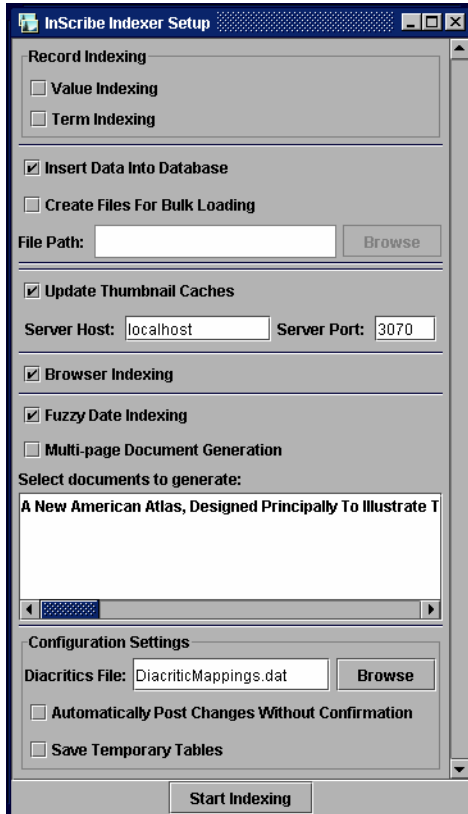 InScribe Indexer Setup
Record Indexing
Value Indexing
Term Indexing
Insert Data Into Database
Create Files For Bulk Loading
File Path: Browse
Update Thumbnail Caches
Server Host: localhost Server Port: 3070
Browser Indexing
Fuzzy Date Indexing
Multi-page Document Generation
Select documents to generate:
A New American Atlas, Designed Principally To Illustrate T
Configuration Settings
Diacritics File: DiacriticMappings.dat Browse
Automatically Post Changes Without Confirmation
Save Temporary Tables
Start Indexing